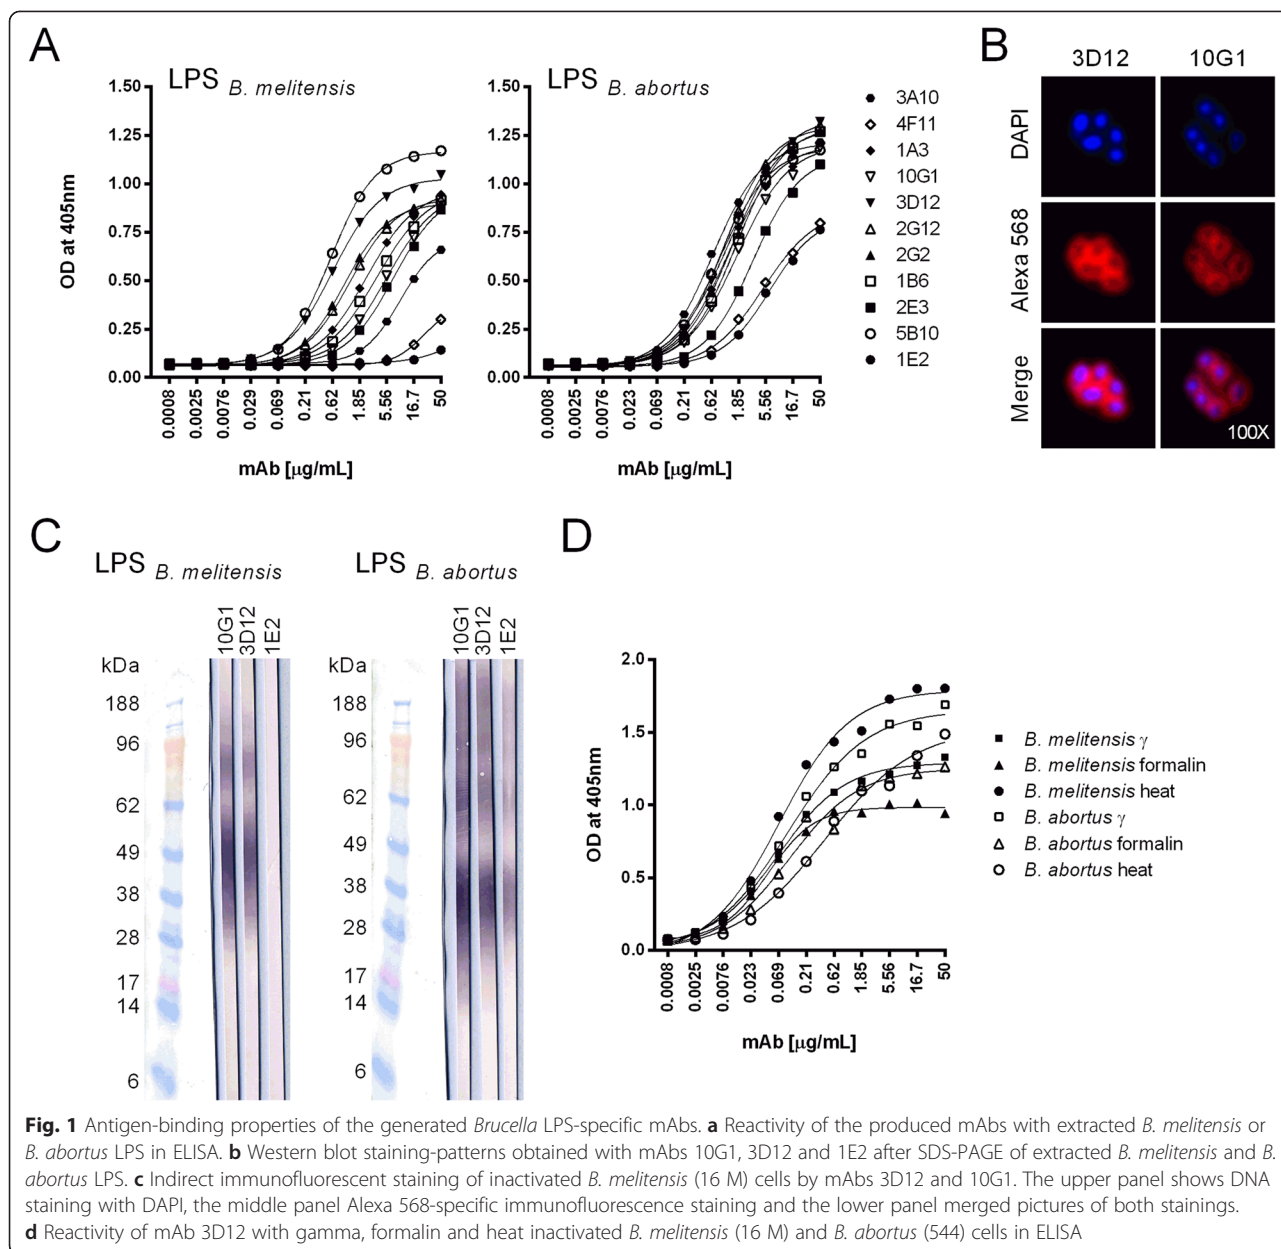 A
LPS B. melitensis
1.50
1.25
1.00
0.75
0.50
0.25
0.00
OD at 405nm
0.0008
0.0025
0.0076
0.029
0.069
0.21
0.62
1.85
5.56
16.7
50
mAb [µg/mL]
LPS B. abortus
1.50
1.25
1.00
0.75
0.50
0.25
0.00
0.0008
0.0025
0.0076
0.023
0.069
0.21
0.62
1.85
5.56
16.7
50
mAb [µg/mL]
3A10
4F11
1A3
10G1
3D12
2G12
2G2
1B6
2E3
5B10
1E2
B
3D12 10G1
DAPI
Alexa 568
Merge
100X
C
LPS B. melitensis
10G1
3D12
1E2
kDa
188
96
62
49
38
28
17
14
6
LPS B. abortus
10G1
3D12
1E2
kDa
188
96
62
49
38
28
17
14
6
D
2.0
1.5
1.0
0.5
0.0
OD at 405nm
0.0008
0.0025
0.0076
0.023
0.069
0.21
0.62
1.85
5.56
16.7
50
mAb [µg/mL]
B. melitensis γ
B. melitensis formalin
B. melitensis heat
B. abortus γ
B. abortus formalin
B. abortus heat
Fig. 1 Antigen-binding properties of the generated Brucella LPS-specific mAbs. a Reactivity of the produced mAbs with extracted B. melitensis or
B. abortus LPS in ELISA. b Western blot staining-patterns obtained with mAbs 10G1, 3D12 and 1E2 after SDS-PAGE of extracted B. melitensis and B.
abortus LPS. c Indirect immunofluorescent staining of inactivated B. melitensis (16 M) cells by mAbs 3D12 and 10G1. The upper panel shows DNA
staining with DAPI, the middle panel Alexa 568-specific immunofluorescence staining and the lower panel merged pictures of both stainings.
d Reactivity of mAb 3D12 with gamma, formalin and heat inactivated B. melitensis (16 M) and B. abortus (544) cells in ELISA